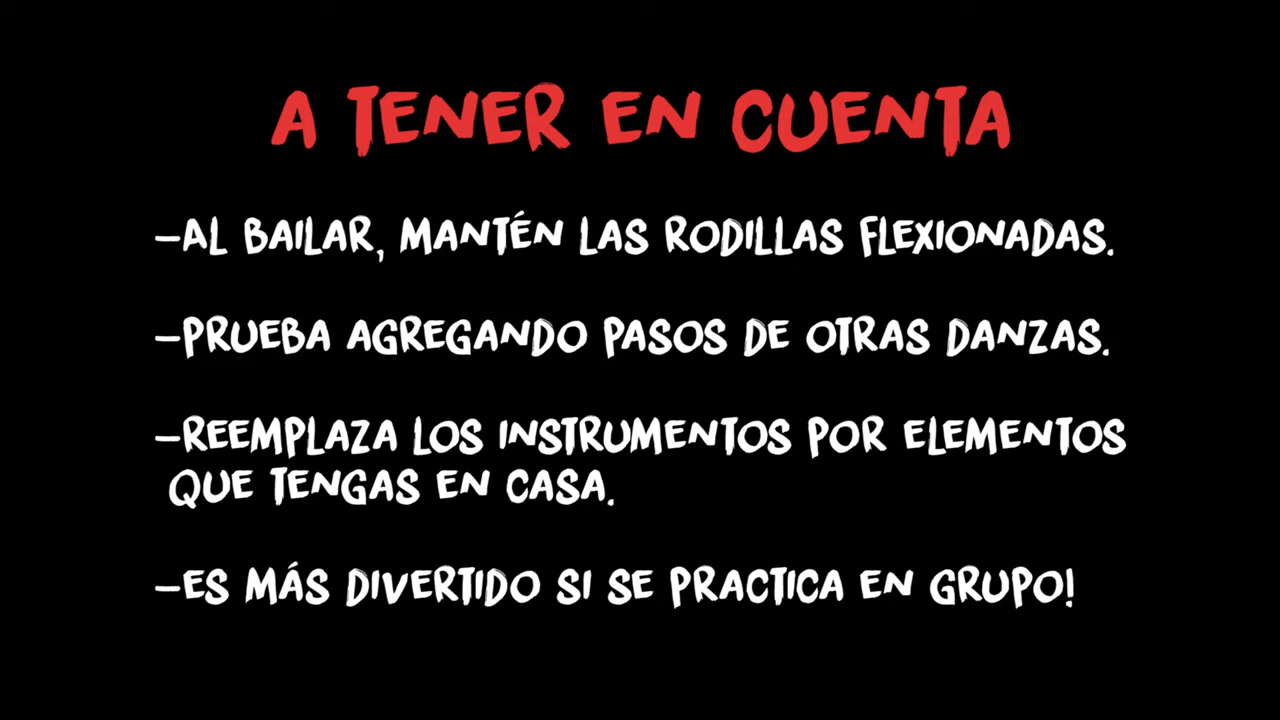 A TENER EN CUENTA
-AL BAILAR, MANTÉN LAS RODILLAS FLEXIONADAS.
-PRUEBA AGREGANDO PASOS DE OTRAS DANZAS.
-REEMPLAZA LOS INSTRUMENTOS POR ELEMENTOS
QUE TENGAS EN CASA.
-ES MÁS DIVERTIDO SI SE PRACTICA EN GRUPO!